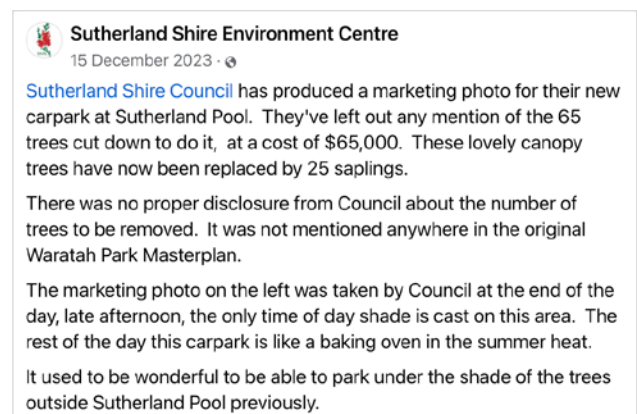 Sutherland Shire Environment Centre
15 December 2023 ·
Sutherland Shire Council has produced a marketing photo for their new
carpark at Sutherland Pool. They've left out any mention of the 65
trees cut down to do it, at a cost of $65,000. These lovely canopy
trees have now been replaced by 25 saplings.
There was no proper disclosure from Council about the number of
trees to be removed. It was not mentioned anywhere in the original
Waratah Park Masterplan.
The marketing photo on the left was taken by Council at the end of the
day, late afternoon, the only time of day shade is cast on this area. The
rest of the day this carpark is like a baking oven in the summer heat.
It used to be wonderful to be able to park under the shade of the trees
outside Sutherland Pool previously.